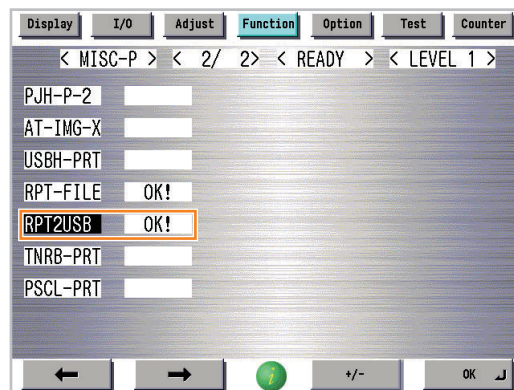 Display I/O Adjust Function Option Test Counter
< MISC-P > < 2/ 2> < READY > < LEVEL 1 >
PJH-P-2
AT-IMG-X
USBH-PRT
RPT-FILE OK!
RPT2USB OK!
TNRB-PRT
PSCL-PRT
← → i +/- OK ┘